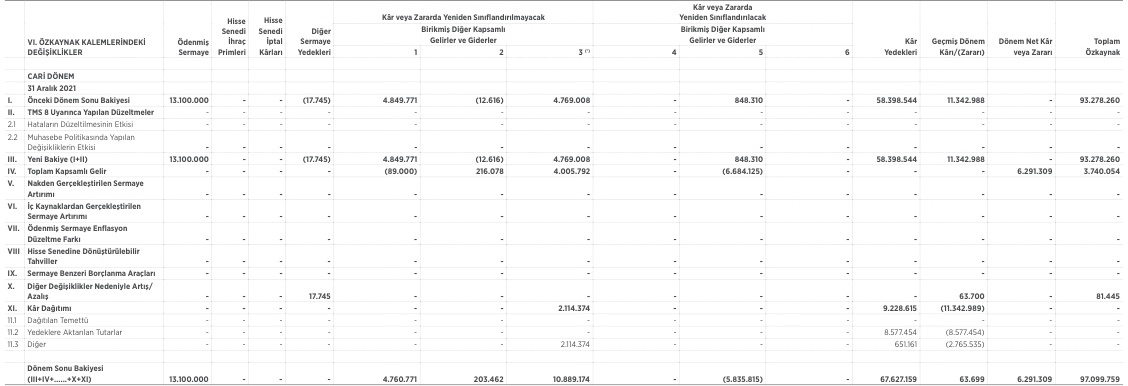 Kâr veya Zararda Yeniden Sınıflandırılmayacak
Kâr veya Zararda Yeniden Sınıflandırılacak
VI. ÖZKAYNAK KALEMLERİNDEKİ DEĞİŞİKLİKLER Ödenmiş Sermaye Hisse Senedi İhraç Primleri Hisse Senedi İptal Kârları Diğer Sermaye Yedekleri Birikmiş Diğer Kapsamlı Gelirler ve Giderler Birikmiş Diğer Kapsamlı Gelirler ve Giderler Kâr Yedekleri Geçmiş Dönem Kârı/(Zararı) Dönem Net Kâr veya Zararı Toplam Özkaynak
1 2 3 (*) 4 5 6
CARİ DÖNEM
31 Aralık 2021
I. Önceki Dönem Sonu Bakiyesi 13.100.000 - - (17.745) 4.849.771 (12.616) 4.769.008 - 848.310 - 58.398.544 11.342.988 - 93.278.260
II. TMS 8 Uyarınca Yapılan Düzeltmeler - - - - - - - - - - - - - -
2.1 Hataların Düzeltilmesinin Etkisi - - - - - - - - - - - - - -
2.2 Muhasebe Politikasında Yapılan
Değişikliklerin Etkisi - - - - - - - - - - - - - -
III. Yeni Bakiye (I+II) 13.100.000 - - (17.745) 4.849.771 (12.616) 4.769.008 - 848.310 - 58.398.544 11.342.988 - 93.278.260
IV. Toplam Kapsamlı Gelir - - - - (89.000) 216.078 4.005.792 - (6.684.125) - - - 6.291.309 3.740.054
V. Nakden Gerçekleştirilen Sermaye
Artırımı - - - - - - - - - - - - - -
VI. İç Kaynaklardan Gerçekleştirilen
Sermaye Artırımı - - - - - - - - - - - - - -
VII. Ödenmiş Sermaye Enflasyon
Düzeltme Farkı - - - - - - - - - - - - - -
VIII Hisse Senedine Dönüştürülebilir
Tahviller - - - - - - - - - - - - - -
IX. Sermaye Benzeri Borçlanma Araçları - - - - - - - - - - - - - -
X. Diğer Değişiklikler Nedeniyle Artış/
Azalış - - - 17.745 - - - - - - - 63.700 - 81.445
XI. Kâr Dağıtımı - - - - - - 2.114.374 - - - 9.228.615 (11.342.989) - -
11.1 Dağıtılan Temettü - - - - - - - - - - - - - -
11.2 Yedeklere Aktarılan Tutarlar - - - - - - - - - - 8.577.454 (8.577.454) - -
11.3 Diğer - - - - - - 2.114.374 - - - 651.161 (2.765.535) - -
Dönem Sonu Bakiyesi
(III+IV+......+X+XI) 13.100.000 - - - 4.760.771 203.462 10.889.174 - (5.835.815) - 67.627.159 63.699 6.291.309 97.099.759